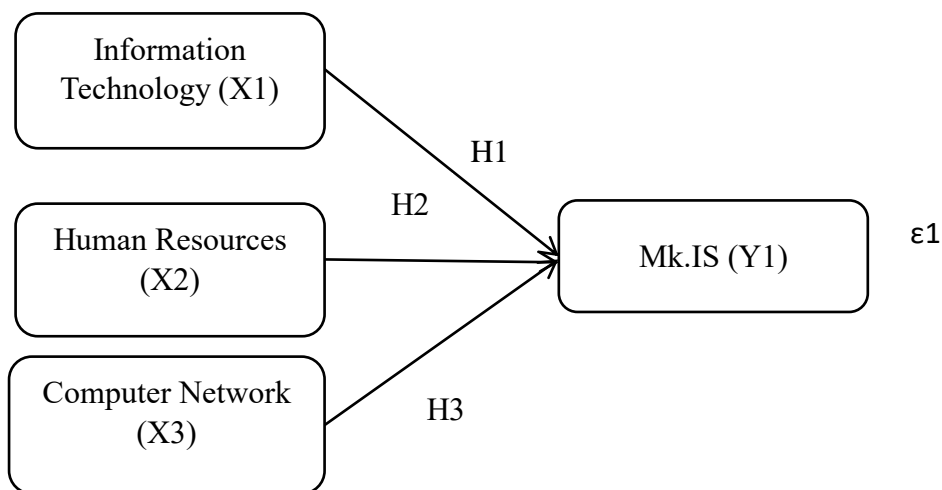 Information
Technology (X1)
H1
H2
Human Resources
(X2)
Mk.IS (Y1)
ε1
Computer Network
(X3)
H3